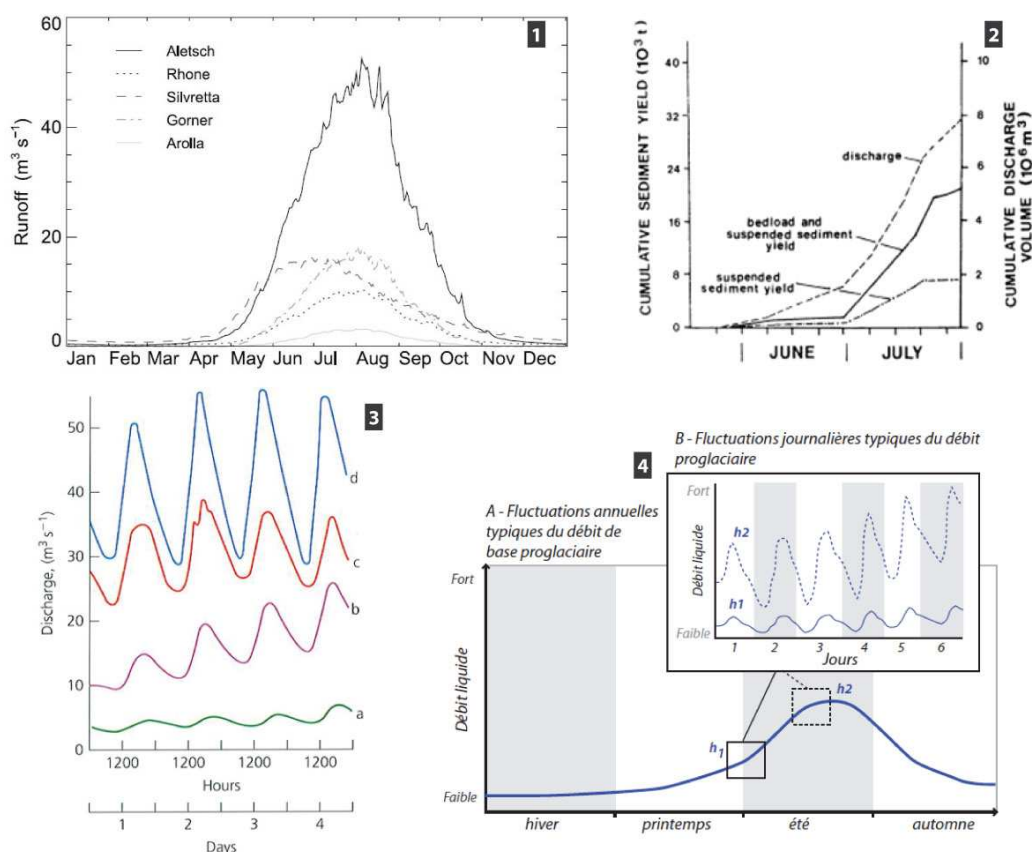 60
40
20
0
Runoff (m³ s⁻¹)
1
Aletsch
Rhone
Silvretta
Gorner
Arolla
Jan Feb Mar Apr May Jun Jul Aug Sep Oct Nov Dec
2
CUMULATIVE SEDIMENT YIELD (10³ t)
40
32
24
16
8
0
discharge
bedload and
suspended sediment
yield
suspended
sediment yield
10
8
6
4
2
0
CUMULATIVE DISCHARGE
VOLUME (10⁶ m³)
JUNE JULY
3
50
40
30
20
10
0
Discharge, (m³ s⁻¹)
d
c
b
a
1200 1200 1200 1200
Hours
1 2 3 4
Days
4
A - Fluctuations annuelles
typiques du débit de
base proglaciaire
B - Fluctuations journalières typiques du débit
proglaciaire
Fort
Débit liquide
Faible
h2
h1
1 2 3 4 5 6
Jours
Fort
Débit liquide
Faible
h1
h2
hiver printemps été automne